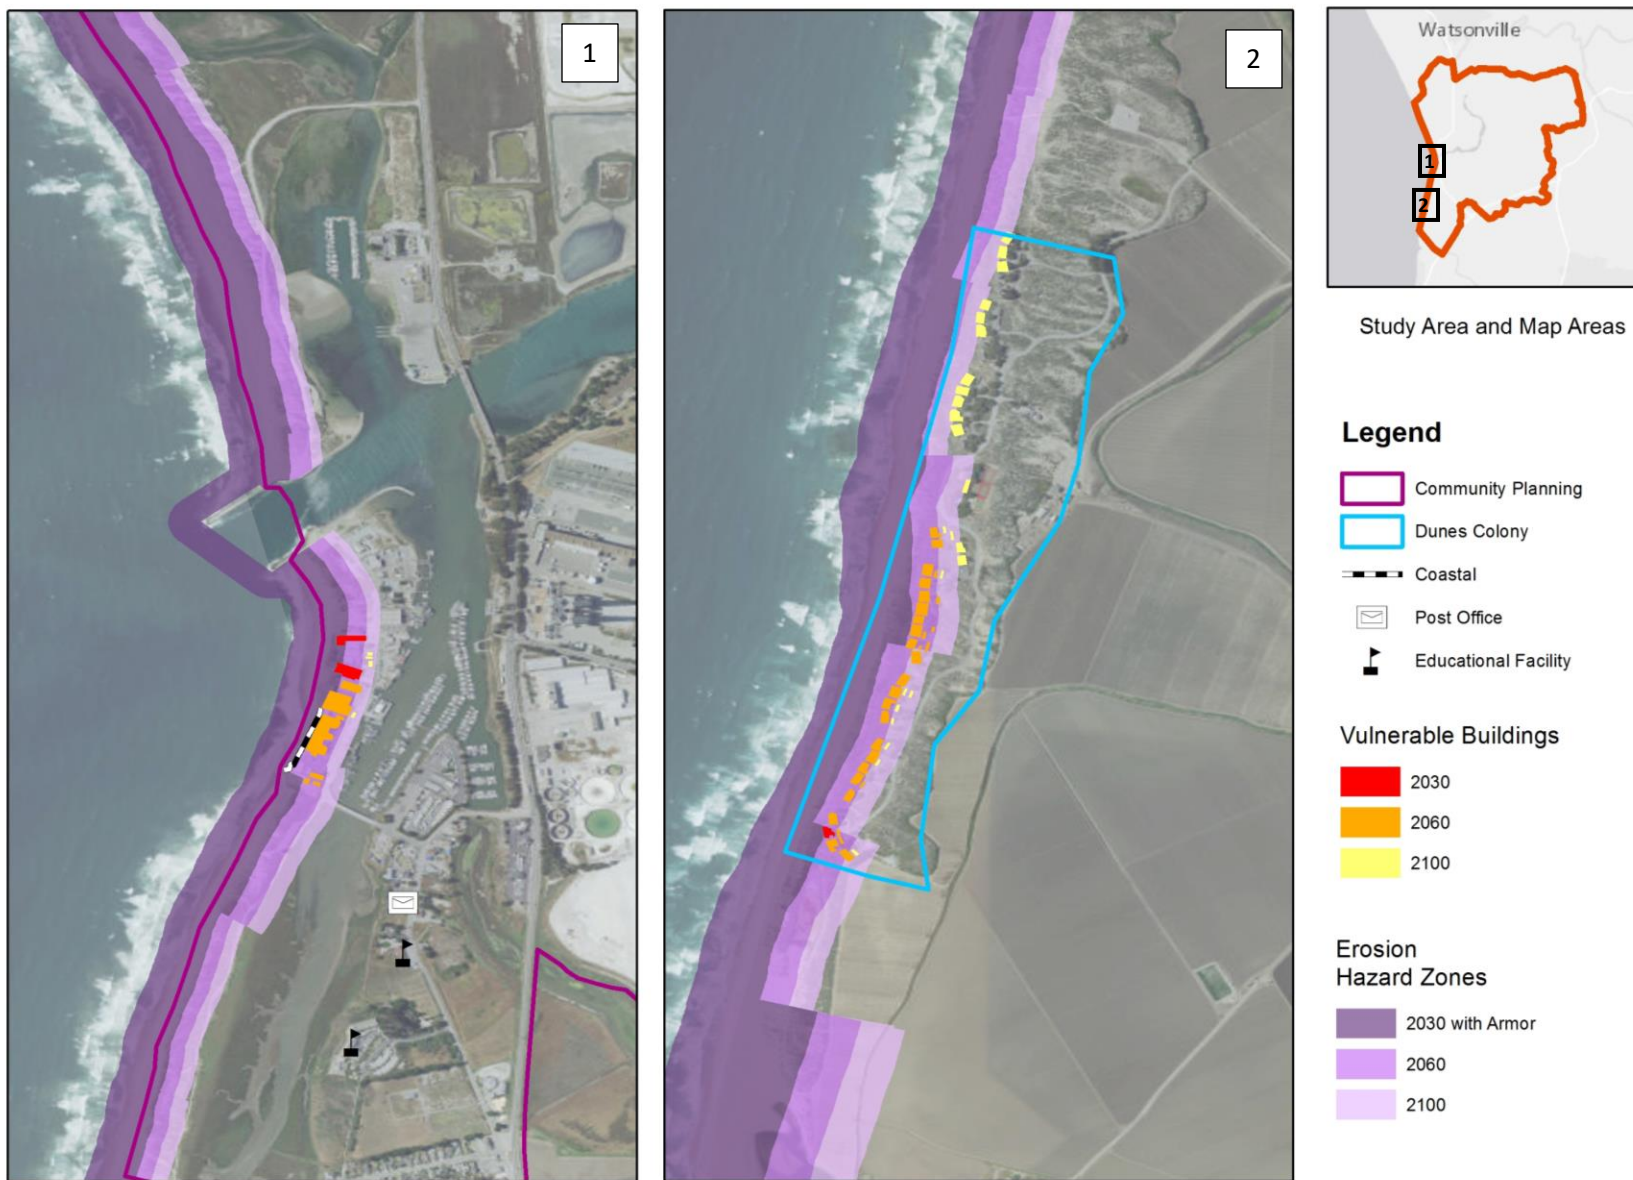 1
2
Watsonville
1
2
Study Area and Map Areas
Legend
Community Planning
Dunes Colony
Coastal
Post Office
Educational Facility
Vulnerable Buildings
2030
2060
2100
Erosion
Hazard Zones
2030 with Armor
2060
2100